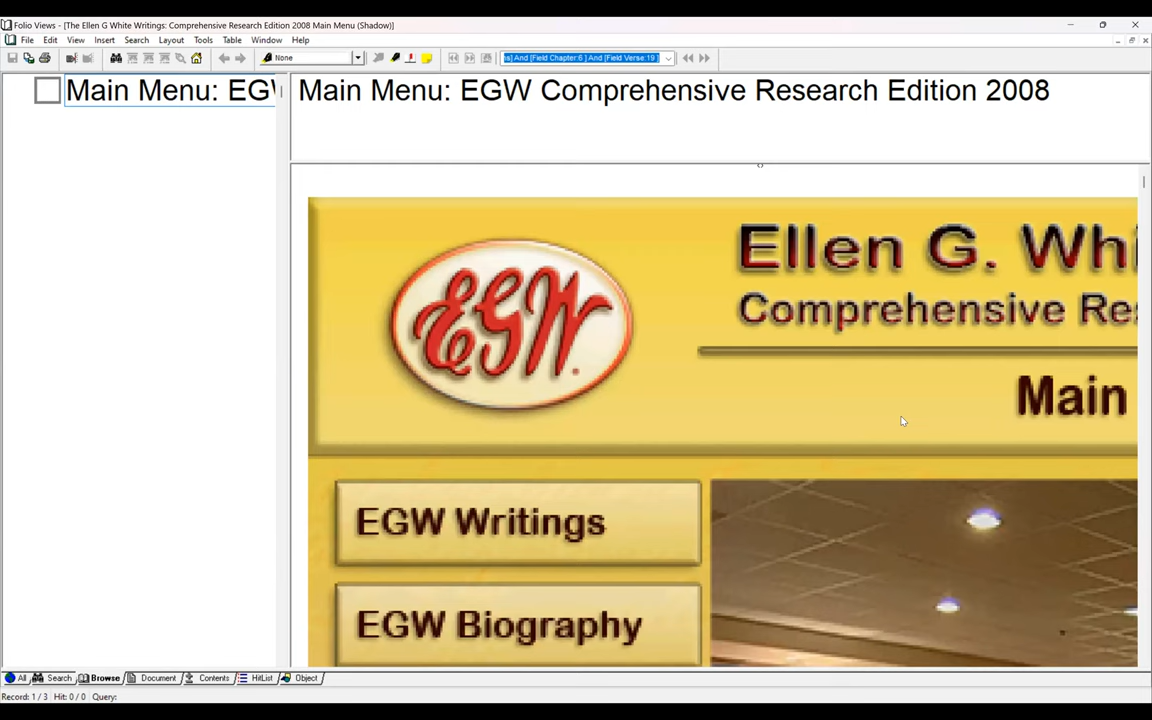 Folio Views - [The Ellen G White Writings: Comprehensive Research Edition 2008 Main Menu (Shadow)]
File Edit View Insert Search Layout Tools Table Window Help
None
s] And [Field Chapter:6 ] And [Field Verse:19 ]
Main Menu: EGW
Main Menu: EGW Comprehensive Research Edition 2008
Ellen G. Whi
Comprehensive Res
EGW.
Main
EGW Writings
EGW Biography
All Search Browse Document Contents HitList Object
Record: 1 / 3 Hit: 0 / 0 Query: